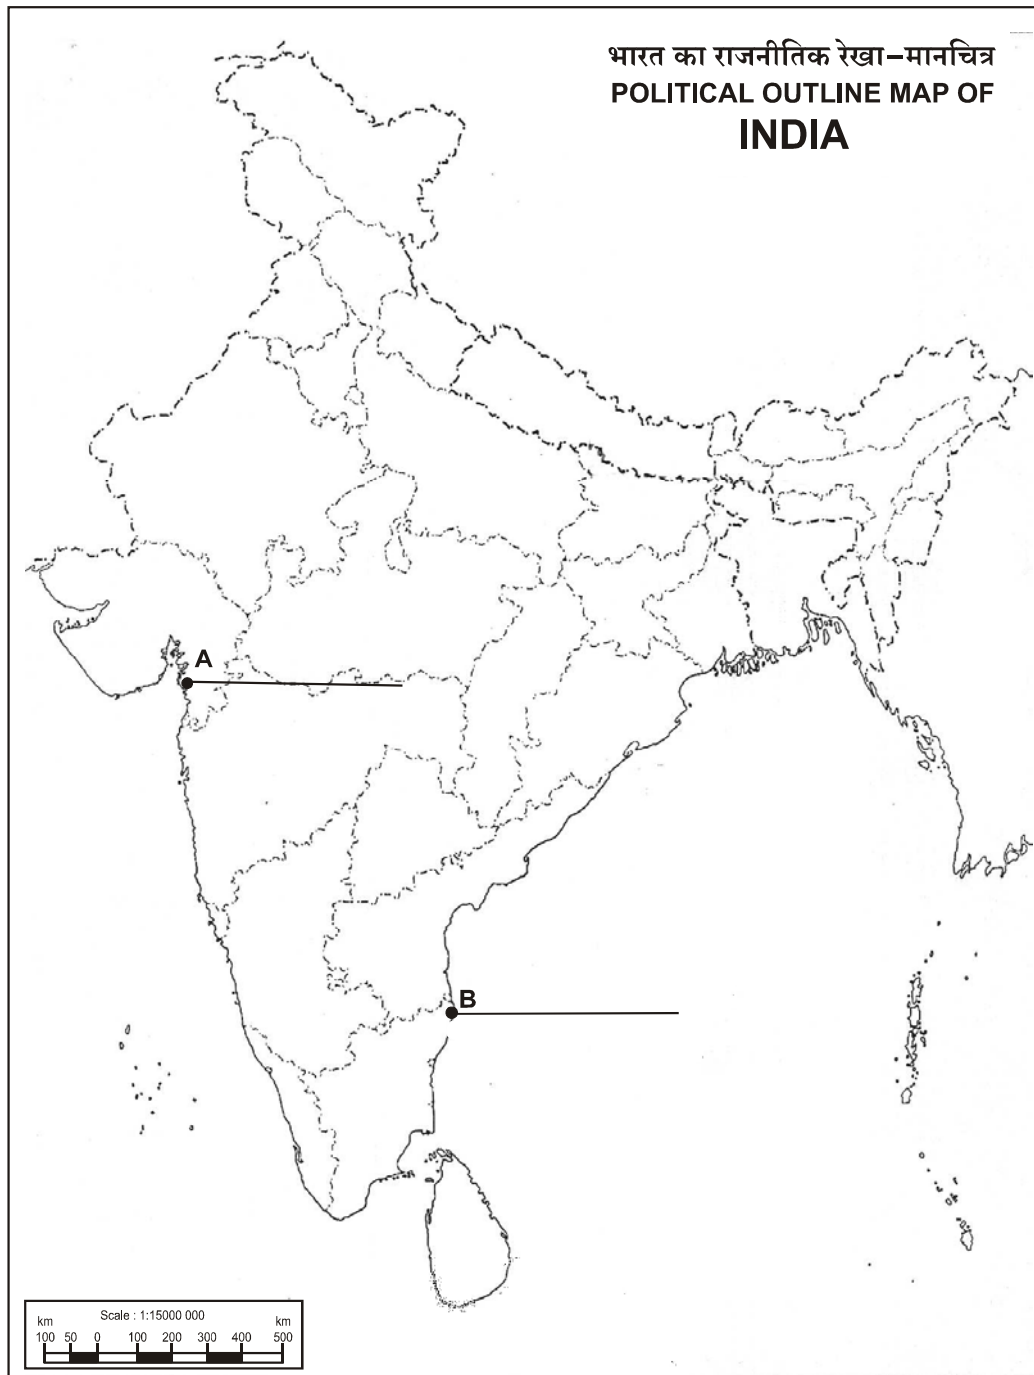 भारत का राजनीतिक रेखा–मानचित्र
POLITICAL OUTLINE MAP OF
INDIA
A
B
Scale : 1:15000 000
km km
100 50 0 100 200 300 400 500